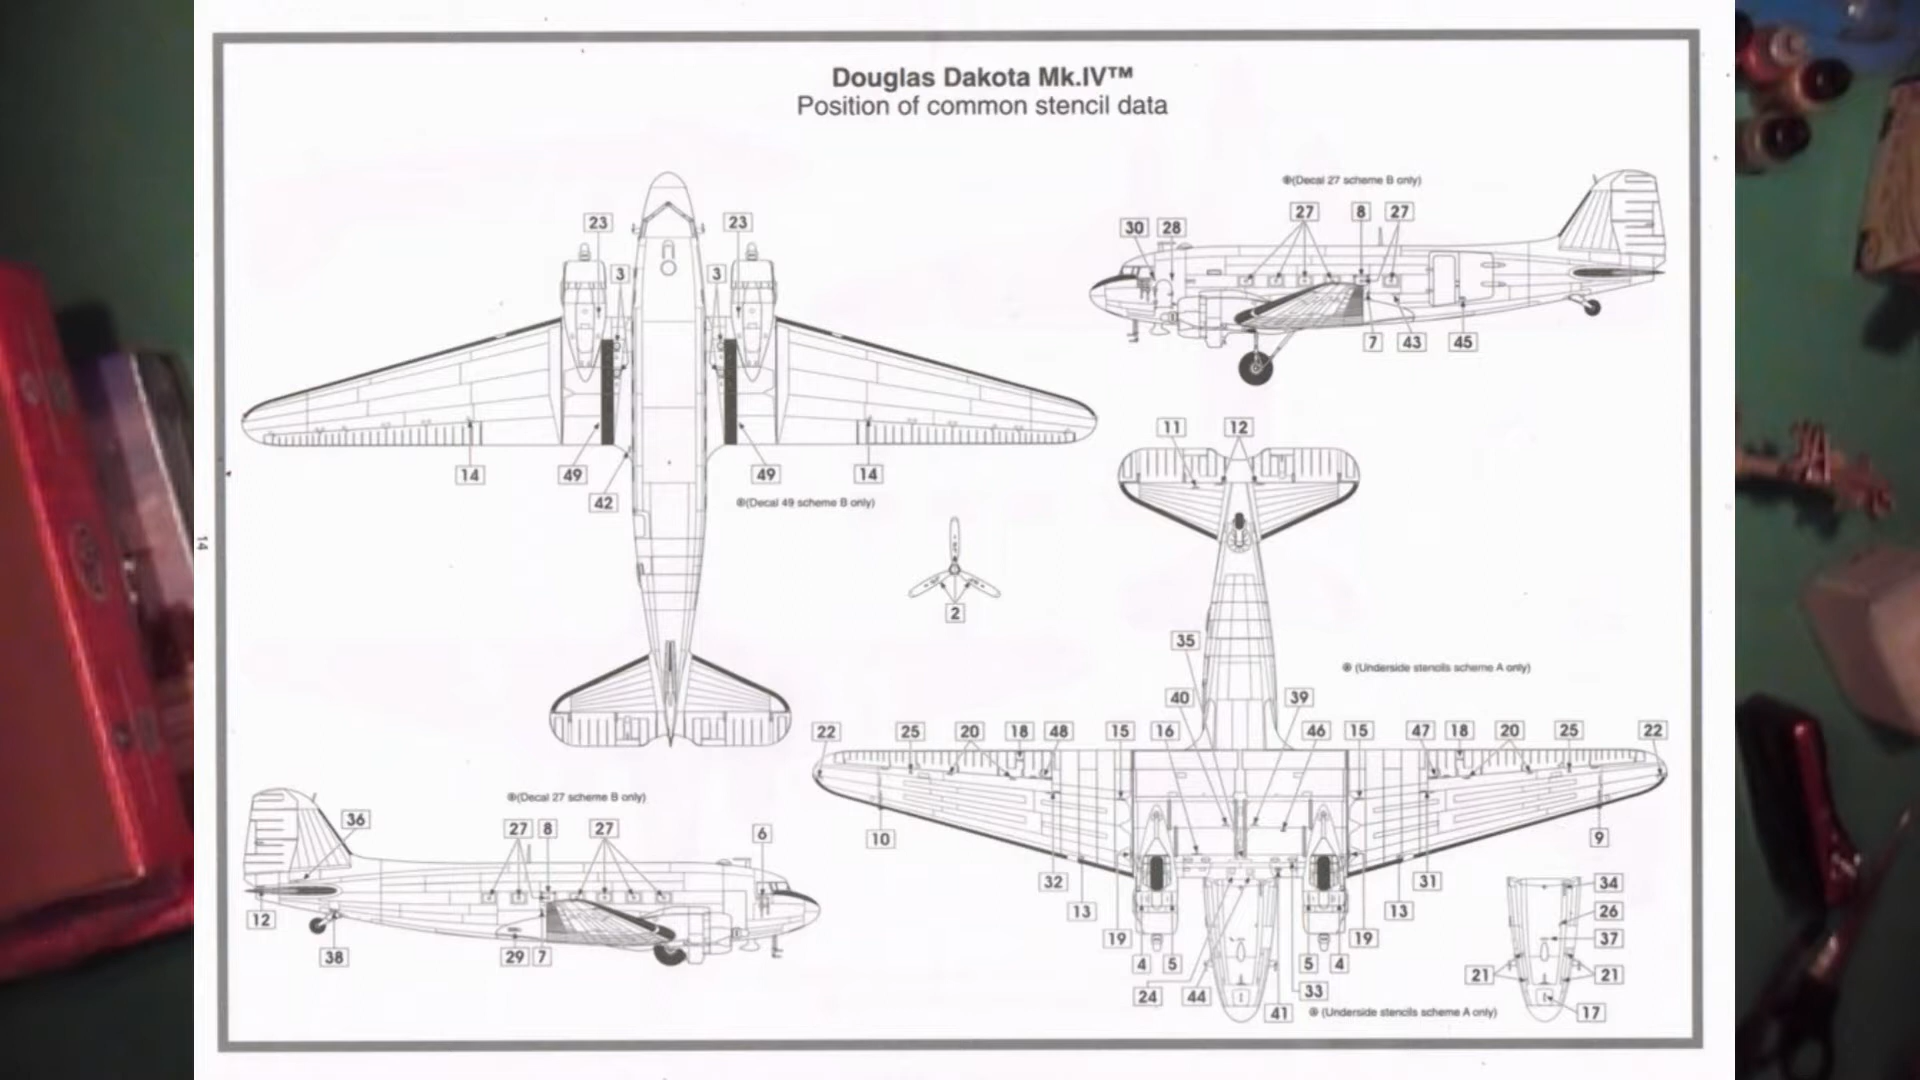 Douglas Dakota Mk.IV™
Position of common stencil data
23 23
3 3
14 49 49 14
42
⊛(Decal 49 scheme B only)
⊛(Decal 27 scheme B only)
27 8 27
30 28
7 43 45
11 12
2
14
35
⊛ (Underside stencils scheme A only)
40 39
22 25 20 18 48 15 16 46 15 47 18 20 25 22
10 9
32 31
13 13
19 19
4 5 5 4
24 44 33
41
⊛ (Underside stencils scheme A only)
34
26
37
21 21
17
⊛(Decal 27 scheme B only)
36
27 8 27 6
12
38 29 7